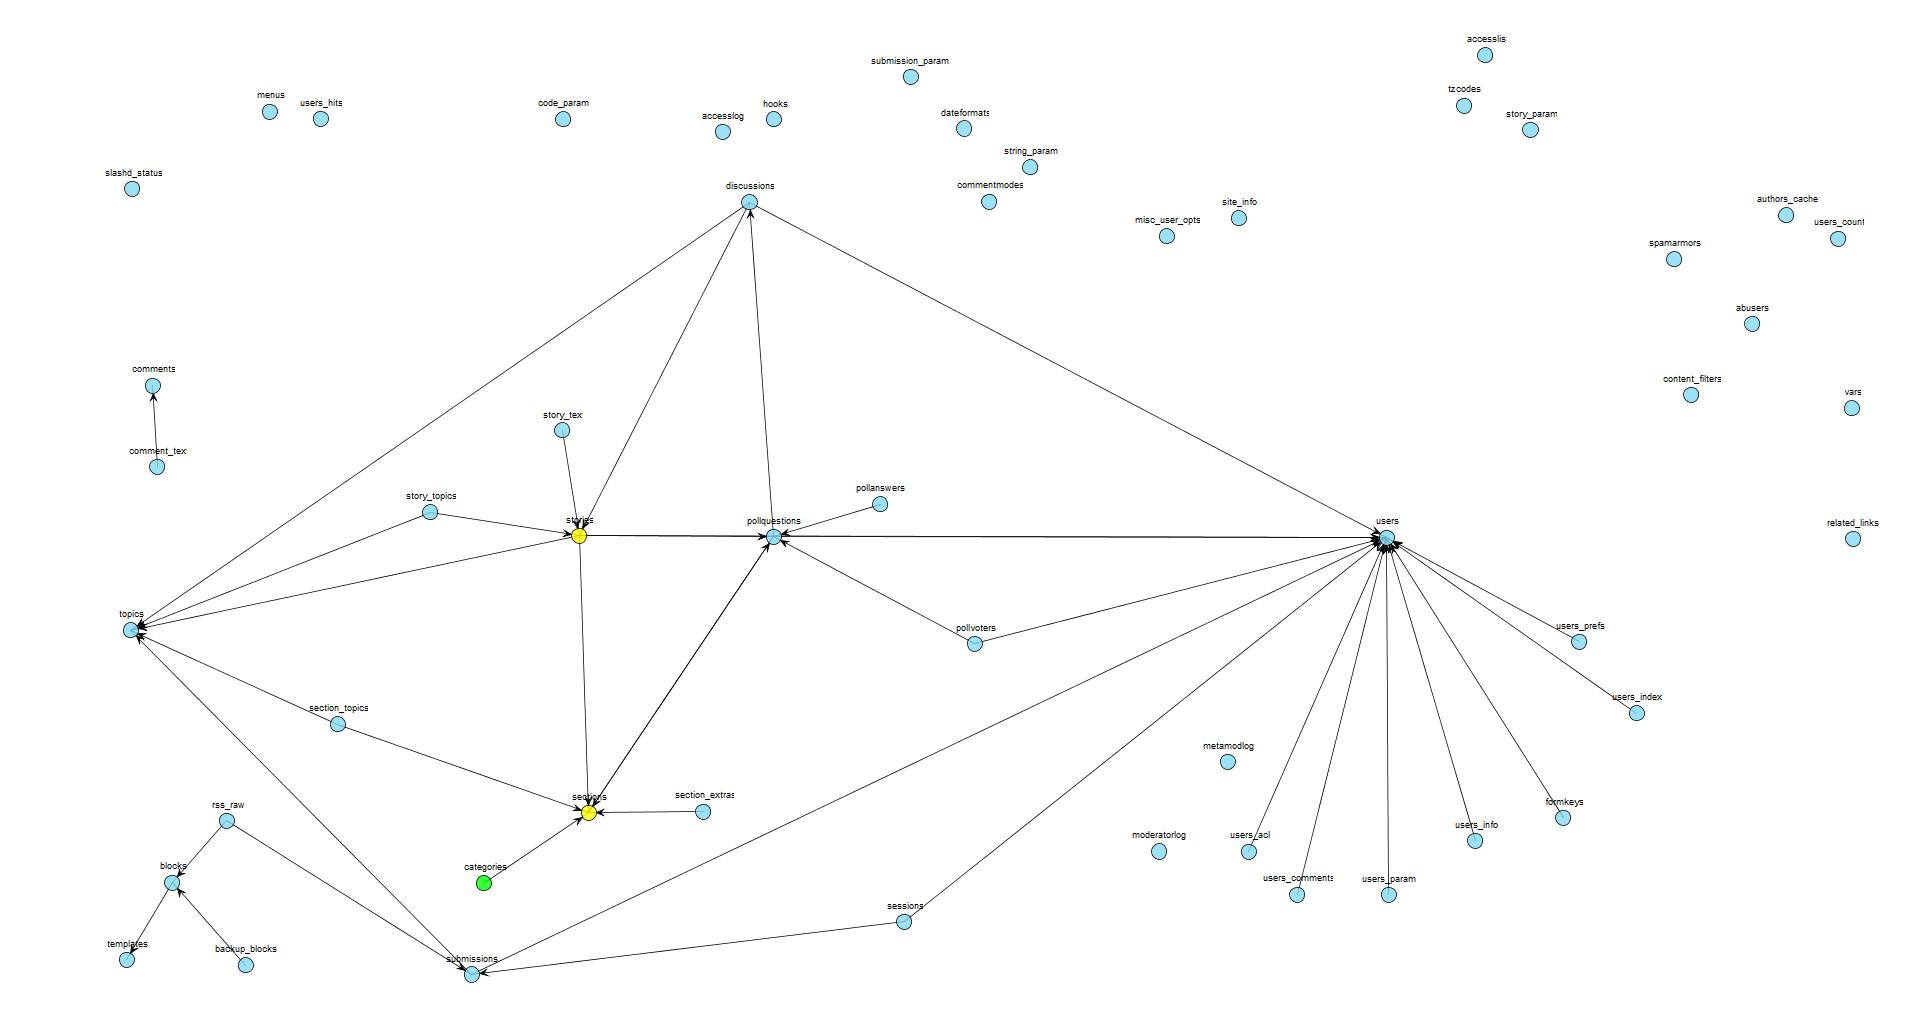 accesslis
submission_param
tzcodes
menus
users_hits
code_param
hooks
accesslog
dateformats
story_param
string_param
slashd_status
discussions
commentmodes
authors_cache
site_info
misc_user_opts
users_count
spamarmors
abusers
comments
content_filters
vars
story_tex
comment_tex
pollanswers
story_topics
stories
pollquestions
users
related_links
topics
pollvoters
users_prefs
users_index
section_topics
metamodlog
sections
section_extras
rss_raw
formkeys
users_info
moderatorlog
users_acl
blocks
categories
users_comments
users_param
sessions
templates
backup_blocks
submissions